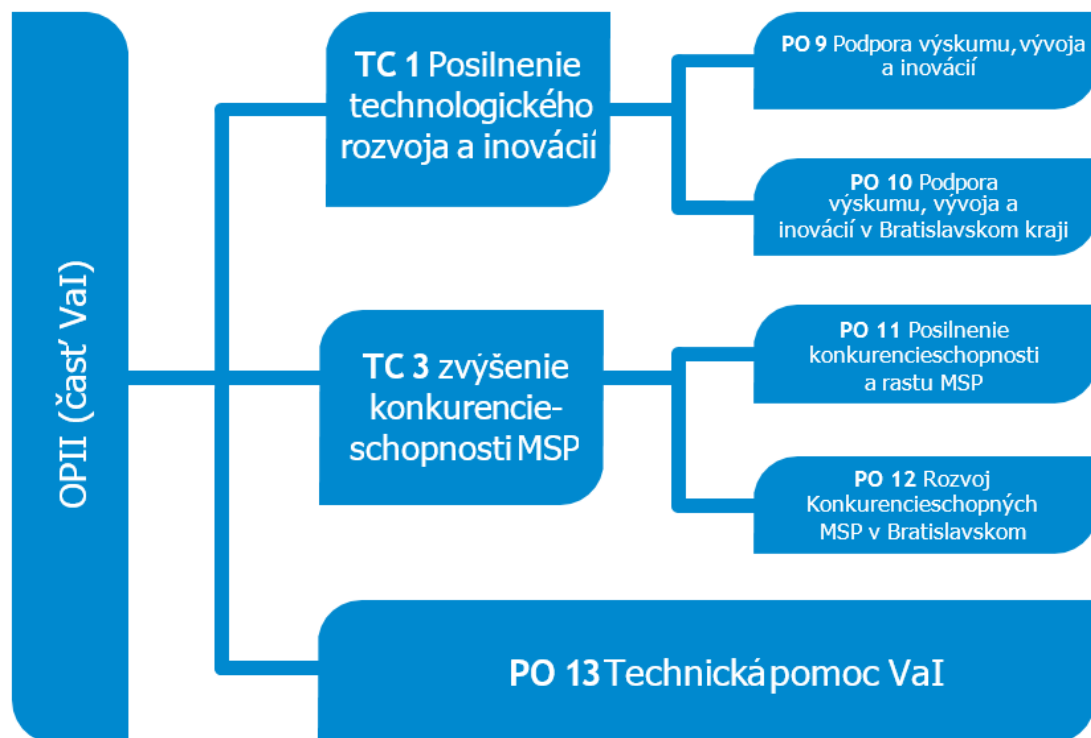 OPII (časť VaI)
TC 1 Posilnenie
technologického
rozvoja a inovácií
PO 9 Podpora výskumu, vývoja
a inovácií
PO 10 Podpora
výskumu, vývoja a
inovácií v Bratislavskom kraji
TC 3 zvýšenie
konkurencie-
schopnosti MSP
PO 11 Posilnenie
konkurencieschopnosti
a rastu MSP
PO 12 Rozvoj
Konkurencieschopných
MSP v Bratislavskom
PO 13 Technická pomoc VaI